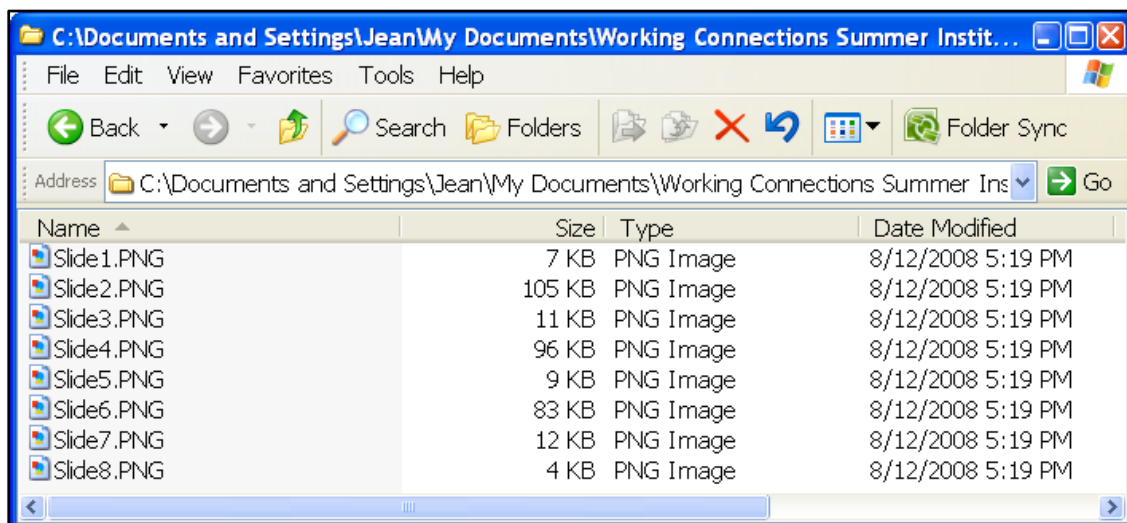 C:\Documents and Settings\Jean\My Documents\Working Connections Summer Instit...
File Edit View Favorites Tools Help
Back Search Folders Folder Sync
Address C:\Documents and Settings\Jean\My Documents\Working Connections Summer Ins Go
Name Size Type Date Modified
Slide1.PNG 7 KB PNG Image 8/12/2008 5:19 PM
Slide2.PNG 105 KB PNG Image 8/12/2008 5:19 PM
Slide3.PNG 11 KB PNG Image 8/12/2008 5:19 PM
Slide4.PNG 96 KB PNG Image 8/12/2008 5:19 PM
Slide5.PNG 9 KB PNG Image 8/12/2008 5:19 PM
Slide6.PNG 83 KB PNG Image 8/12/2008 5:19 PM
Slide7.PNG 12 KB PNG Image 8/12/2008 5:19 PM
Slide8.PNG 4 KB PNG Image 8/12/2008 5:19 PM